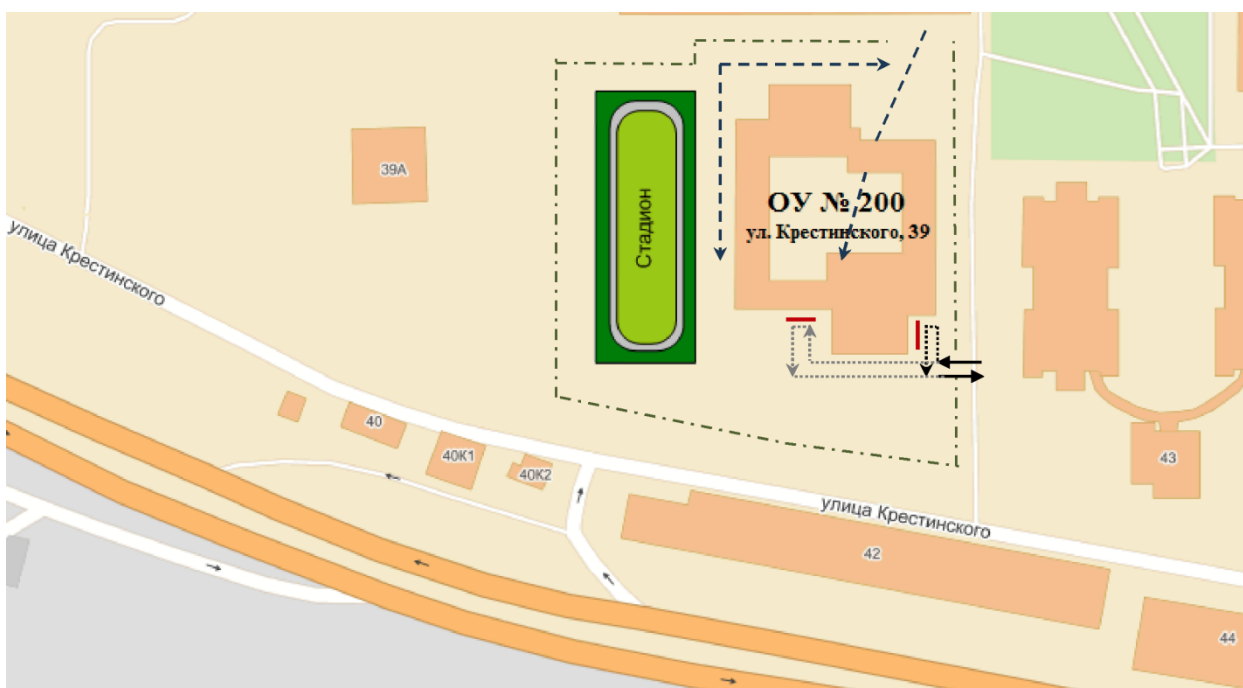 39А
ОУ № 200
ул. Крестинского, 39
Стадион
улица Крестинского
40
40К1
40К2
43
улица Крестинского
42
44